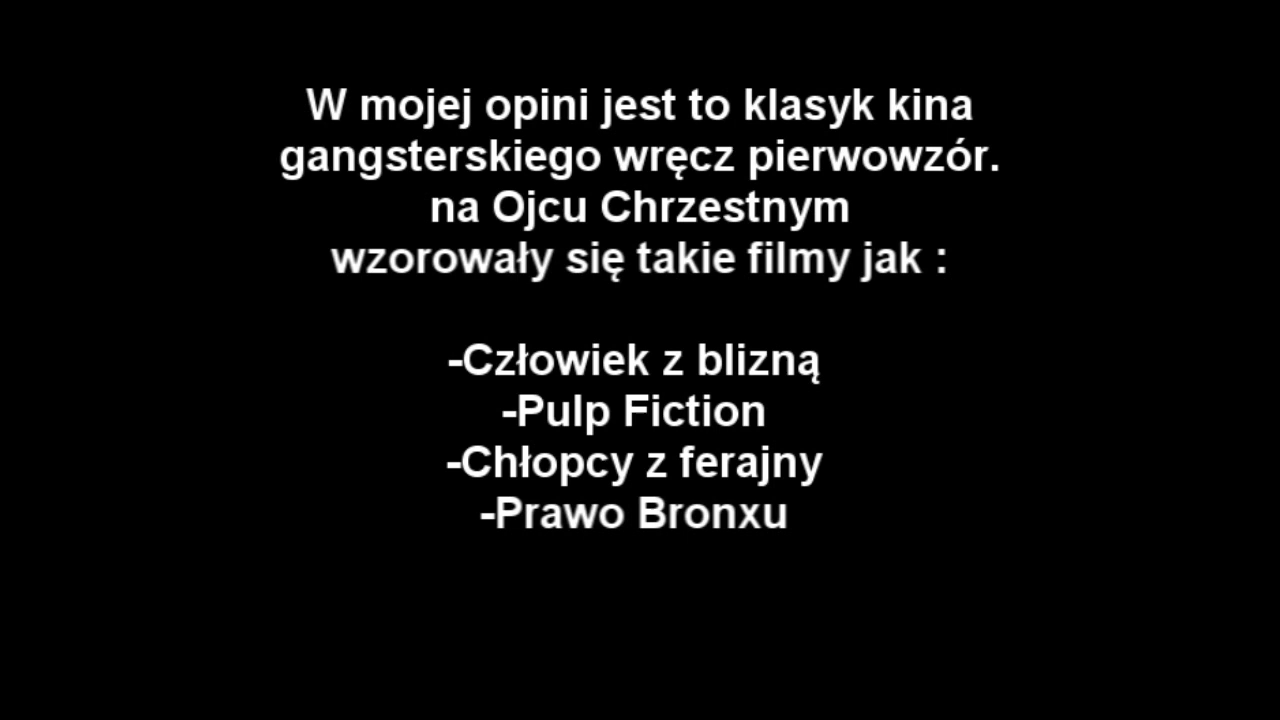 W mojej opini jest to klasyk kina
gangsterskiego wręcz pierwowzór.
na Ojcu Chrzestnym
wzorowały się takie filmy jak :
-Człowiek z blizną
-Pulp Fiction
-Chłopcy z ferajny
-Prawo Bronxu